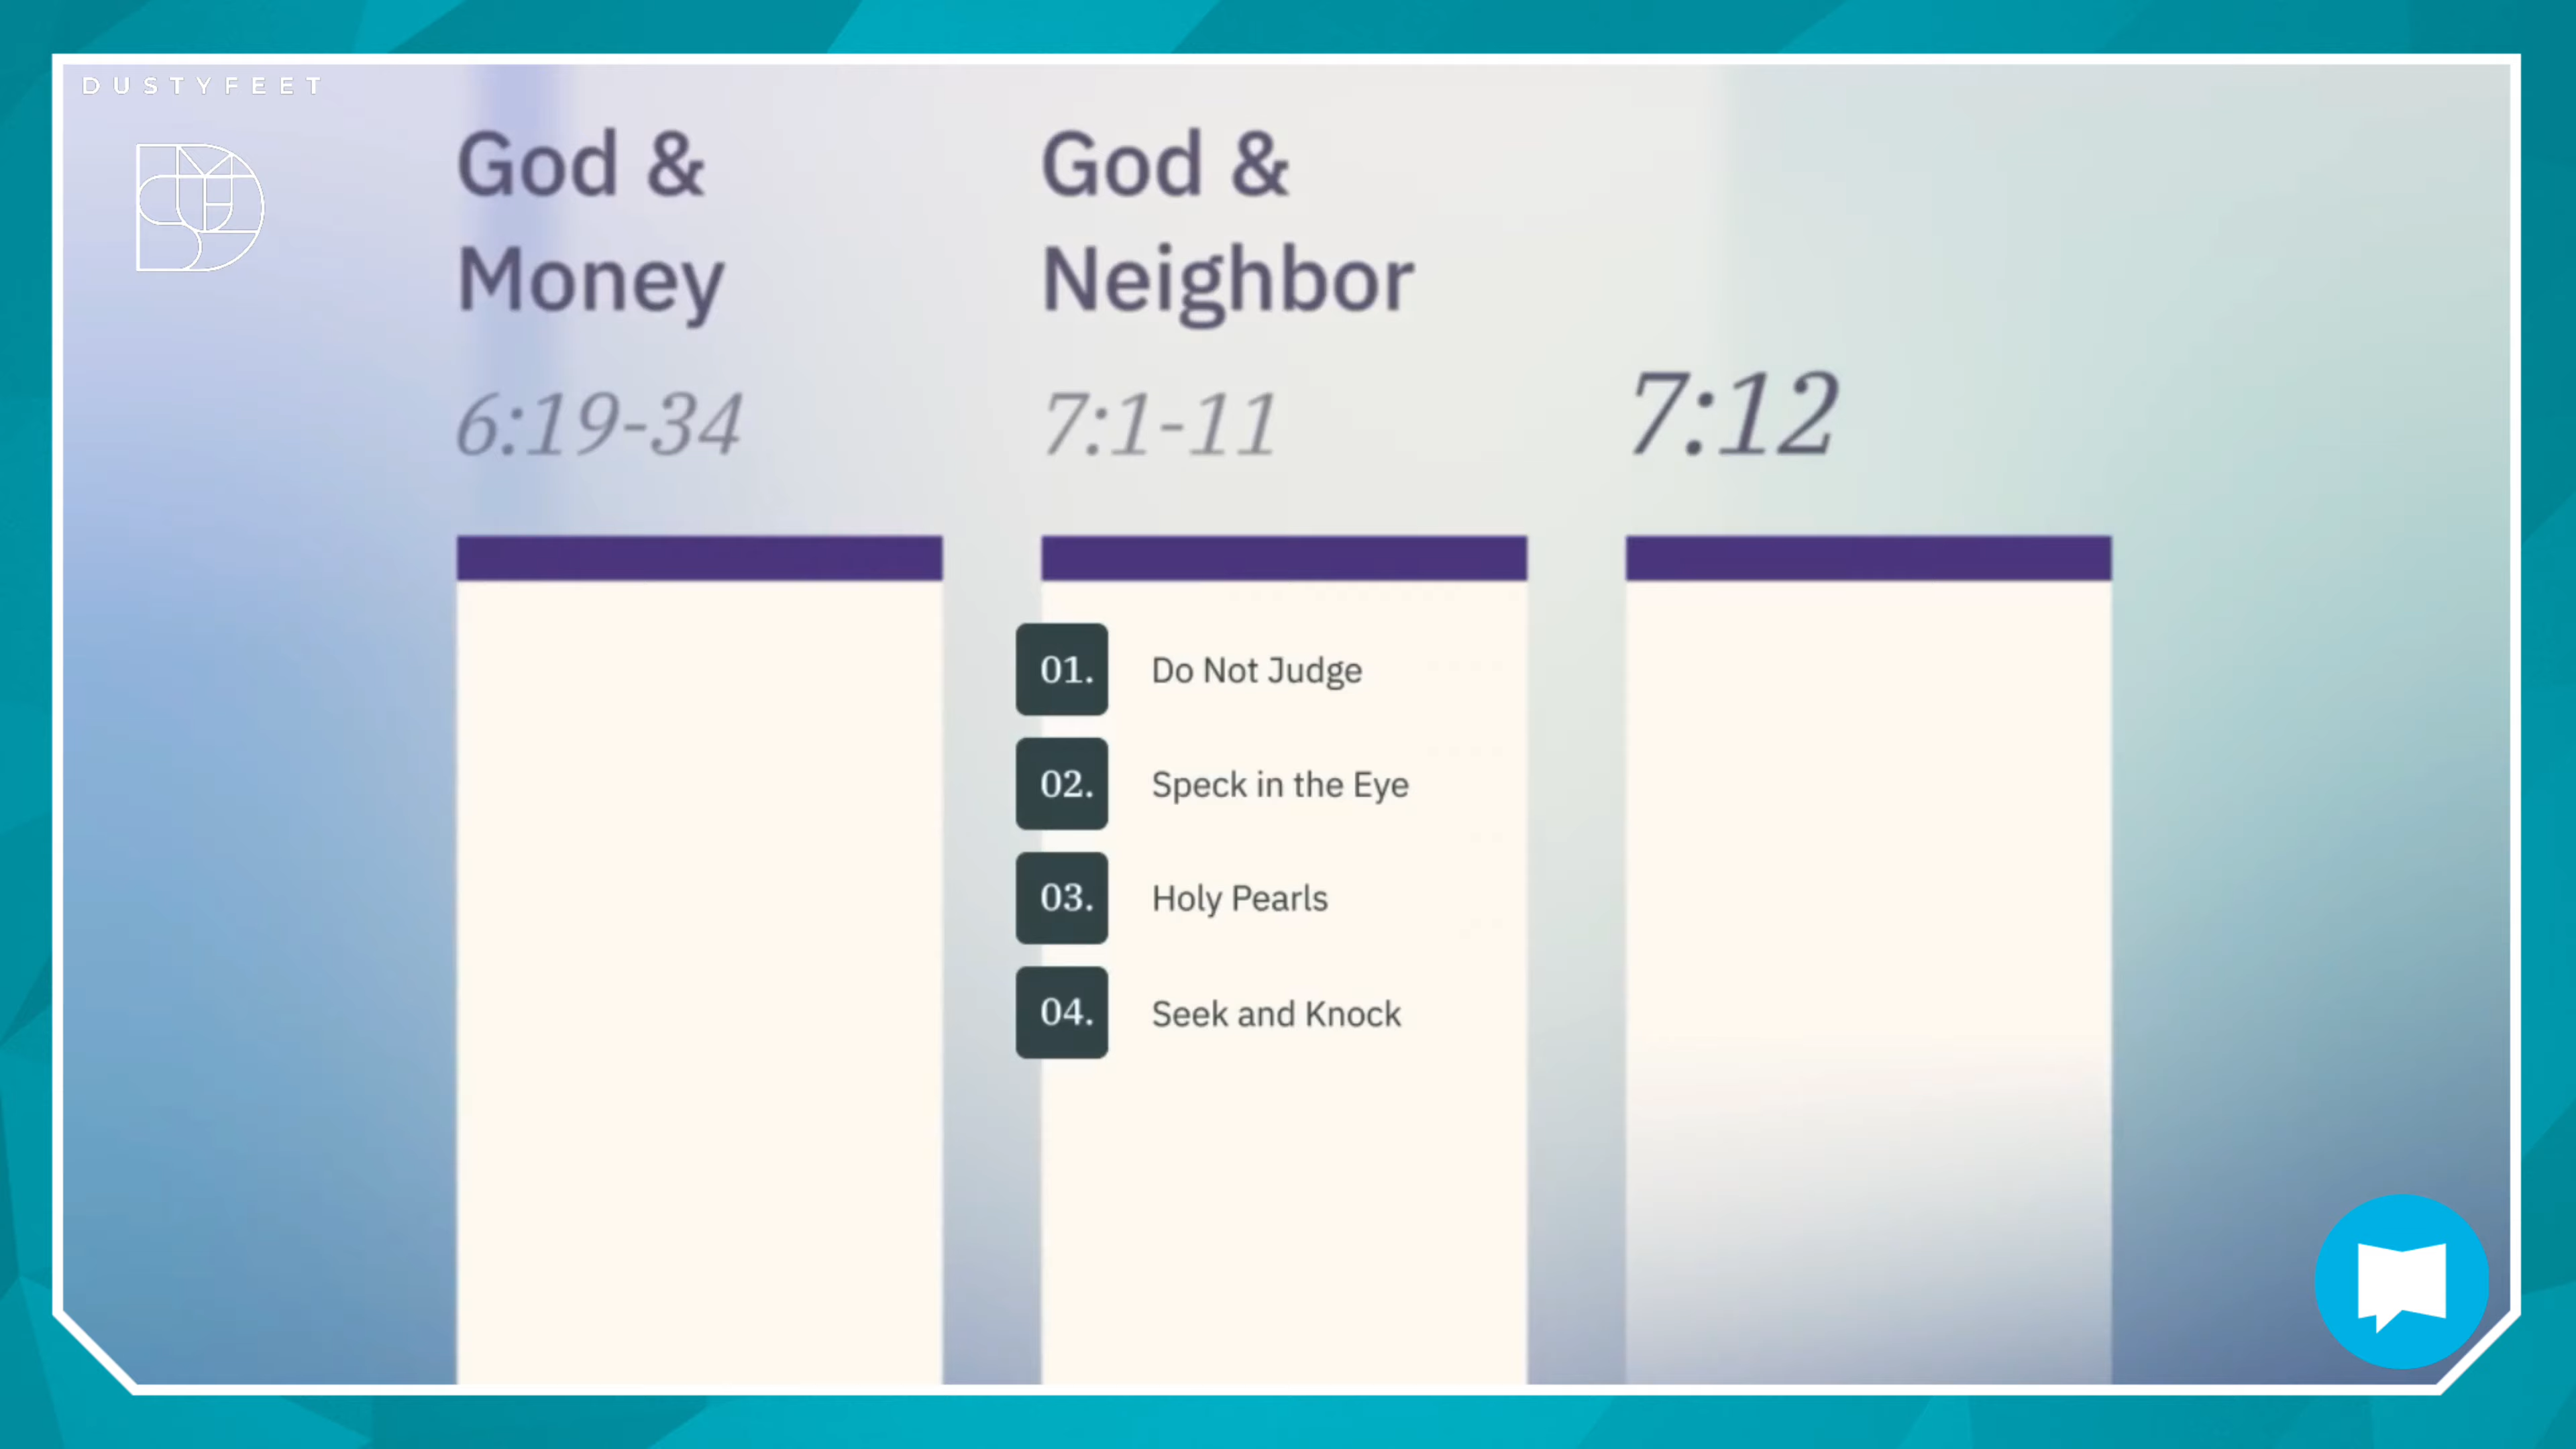 DUSTYFEET
God &
Money
6:19-34
God &
Neighbor
7:1-11
7:12
01. Do Not Judge
02. Speck in the Eye
03. Holy Pearls
04. Seek and Knock